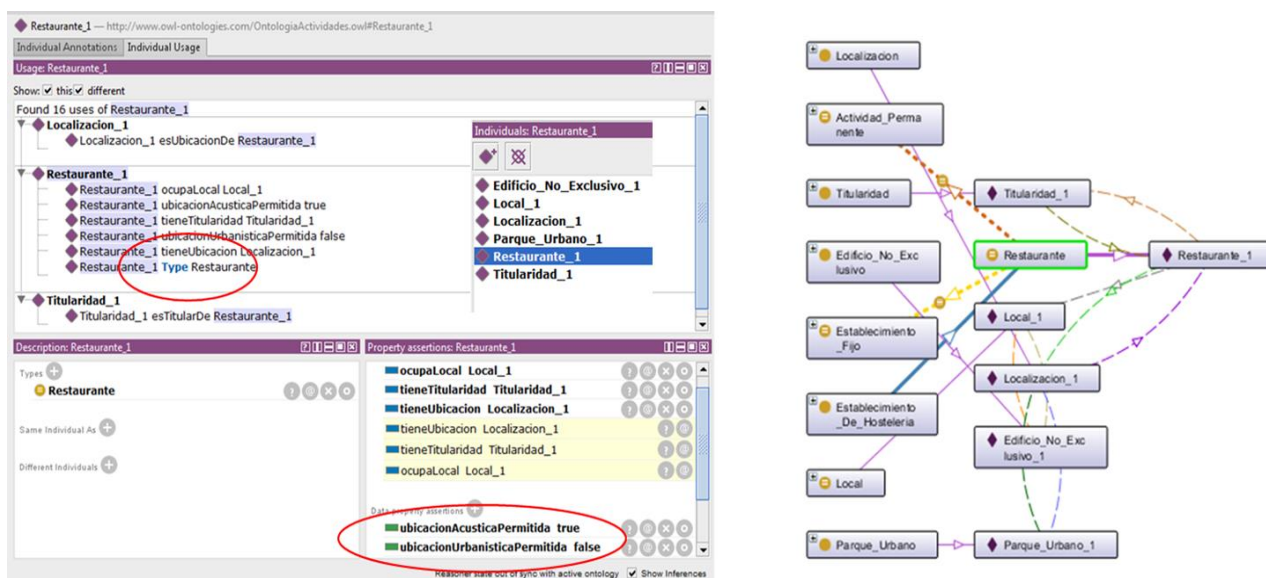 Restaurante_1 — http://www.owl-ontologies.com/OntologiaActividades.owl#Restaurante_1
Individual Annotations Individual Usage
Usage: Restaurante_1
Show: this different
Found 16 uses of Restaurante_1
Localizacion_1
Localizacion_1 esUbicacionDe Restaurante_1
Restaurante_1
Restaurante_1 ocupaLocal Local_1
Restaurante_1 ubicacionAcusticaPermitida true
Restaurante_1 tieneTitularidad Titularidad_1
Restaurante_1 ubicacionUrbanisticaPermitida false
Restaurante_1 tieneUbicacion Localizacion_1
Restaurante_1 Type Restaurante
Titularidad_1
Titularidad_1 esTitularDe Restaurante_1
Individuals: Restaurante_1
Edificio_No_Exclusivo_1
Local_1
Localizacion_1
Parque_Urbano_1
Restaurante_1
Titularidad_1
Description: Restaurante_1
Types
Restaurante
Same Individual As
Different Individuals
Property assertions: Restaurante_1
ocupaLocal Local_1
tieneTitularidad Titularidad_1
tieneUbicacion Localizacion_1
tieneUbicacion Localizacion_1
tieneTitularidad Titularidad_1
ocupaLocal Local_1
Data property assertions
ubicacionAcusticaPermitida true
ubicacionUrbanisticaPermitida false
Reasoner state out of sync with active ontology Show Inferences
Localizacion
Actividad_Perma
nente
Titularidad
Titularidad_1
Edificio_No_Exc
lusivo
Restaurante
Restaurante_1
Local_1
Establecimiento
_Fijo
Localizacion_1
Establecimiento
_De_Hosteleria
Edificio_No_Exc
lusivo_1
Local
Parque_Urbano
Parque_Urbano_1